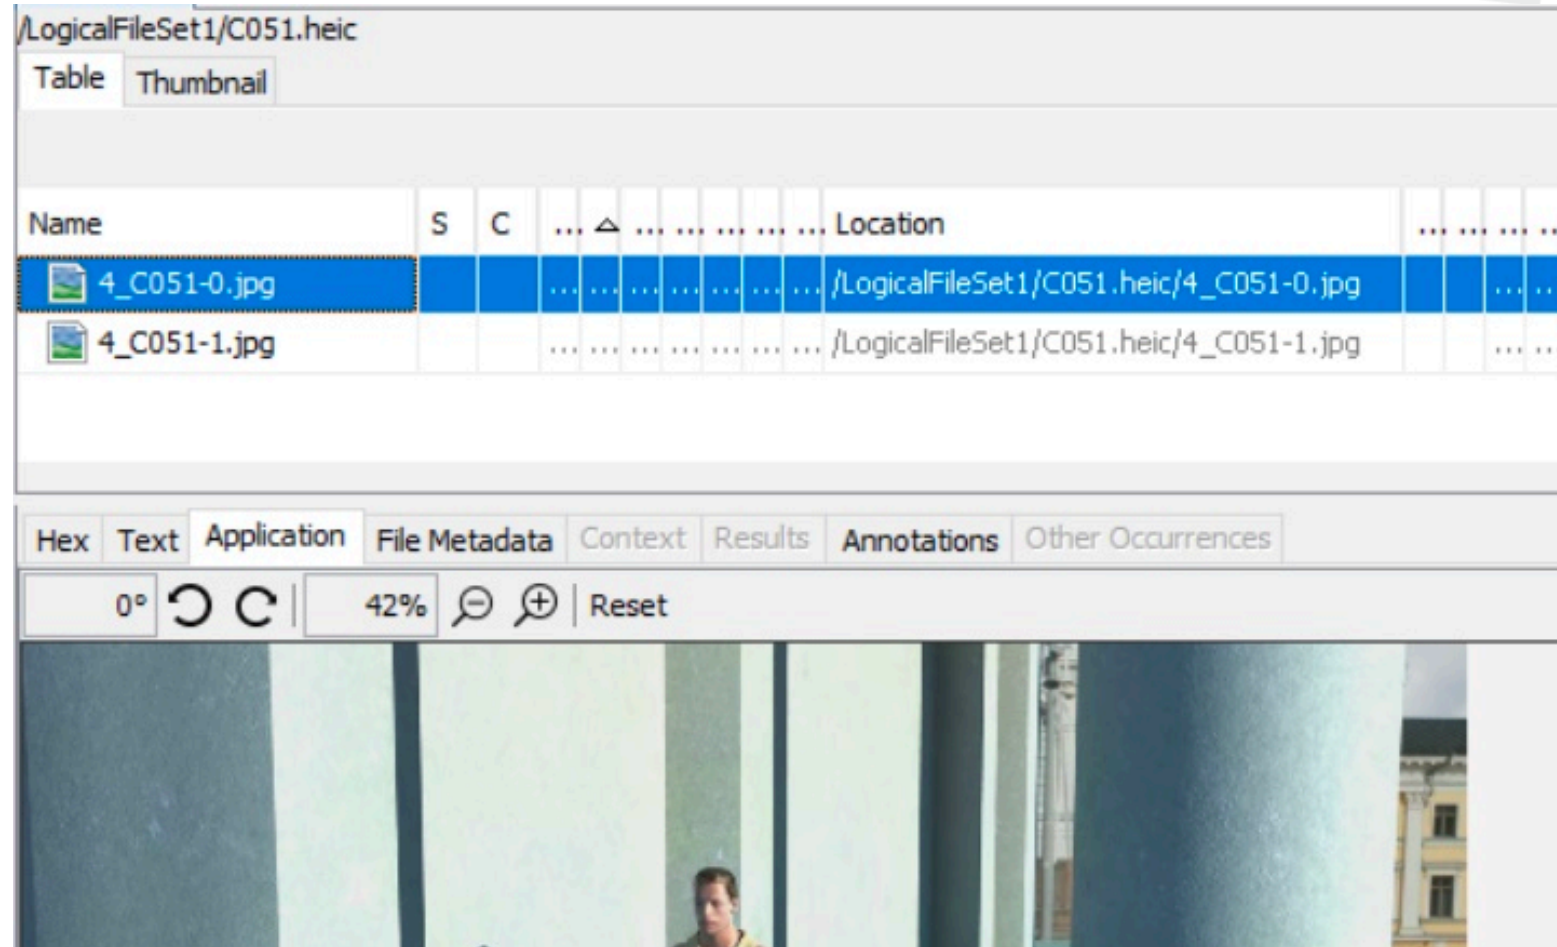 /LogicalFileSet1/C051.heic
Table Thumbnail
Name S C ... ... ... ... ... ... Location ... ... ... ..
4_C051-0.jpg ... ... ... ... ... ... ... /LogicalFileSet1/C051.heic/4_C051-0.jpg ... ..
4_C051-1.jpg ... ... ... ... ... ... ... /LogicalFileSet1/C051.heic/4_C051-1.jpg ... ..
Hex Text Application File Metadata Context Results Annotations Other Occurrences
0° 42% Reset